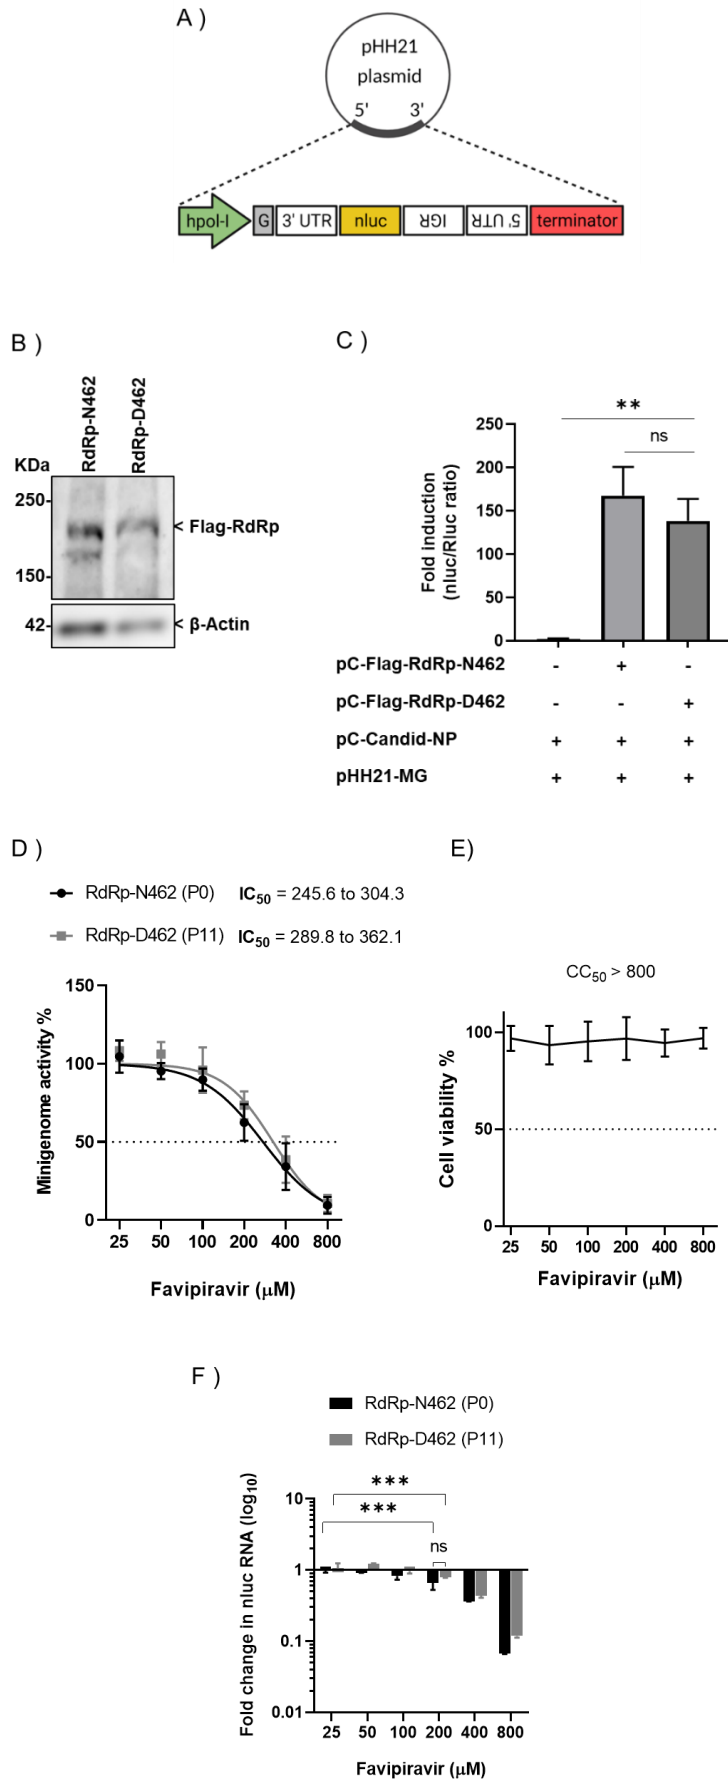 A )
pHH21
plasmid
5' 3'
hpol-I G 3' UTR nluc IGR 5' UTR terminator
B )
RdRp-N462
RdRp-D462
KDa
250-
< Flag-RdRp
150-
42-
< β-Actin
C )
**
ns
Fold induction
(nluc/Rluc ratio)
250
200
150
100
50
0
pC-Flag-RdRp-N462 - + -
pC-Flag-RdRp-D462 - - +
pC-Candid-NP + + +
pHH21-MG + + +
D )
RdRp-N462 (P0) IC50 = 245.6 to 304.3
RdRp-D462 (P11) IC50 = 289.8 to 362.1
Minigenome activity %
150
100
50
0
25 50 100 200 400 800
Favipiravir (μM)
E)
CC50 > 800
Cell viability %
100
50
0
25 50 100 200 400 800
Favipiravir (μM)
F )
RdRp-N462 (P0)
RdRp-D462 (P11)
Fold change in nluc RNA (log10)
***
***
ns
10
1
0.1
0.01
25 50 100 200 400 800
Favipiravir (μM)